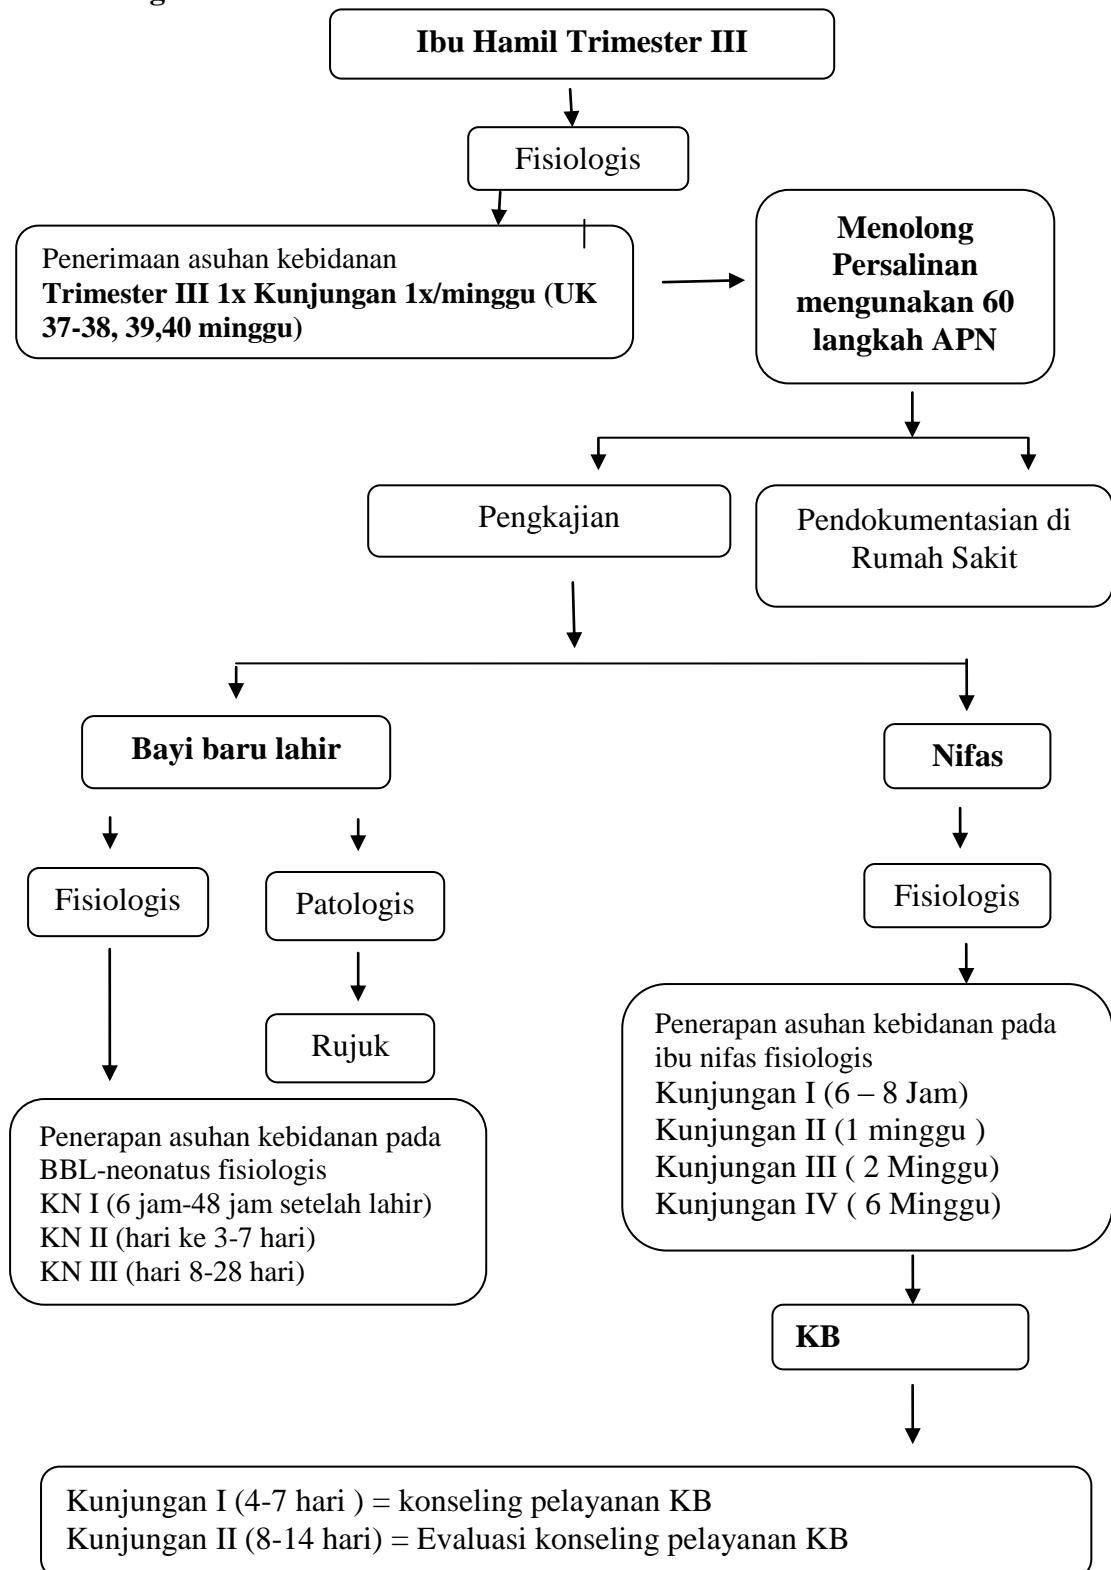 Ibu Hamil Trimester III
Fisiologis
Penerimaan asuhan kebidanan
Trimester III 1x Kunjungan 1x/minggu (UK
37-38, 39,40 minggu)
Menolong
Persalinan
mengunakan 60
langkah APN
Pengkajian
Pendokumentasian di
Rumah Sakit
Bayi baru lahir
Nifas
Fisiologis
Patologis
Fisiologis
Rujuk
Penerapan asuhan kebidanan pada
ibu nifas fisiologis
Kunjungan I (6 – 8 Jam)
Kunjungan II (1 minggu )
Kunjungan III ( 2 Minggu)
Kunjungan IV ( 6 Minggu)
Penerapan asuhan kebidanan pada
BBL-neonatus fisiologis
KN I (6 jam-48 jam setelah lahir)
KN II (hari ke 3-7 hari)
KN III (hari 8-28 hari)
KB
Kunjungan I (4-7 hari ) = konseling pelayanan KB
Kunjungan II (8-14 hari) = Evaluasi konseling pelayanan KB